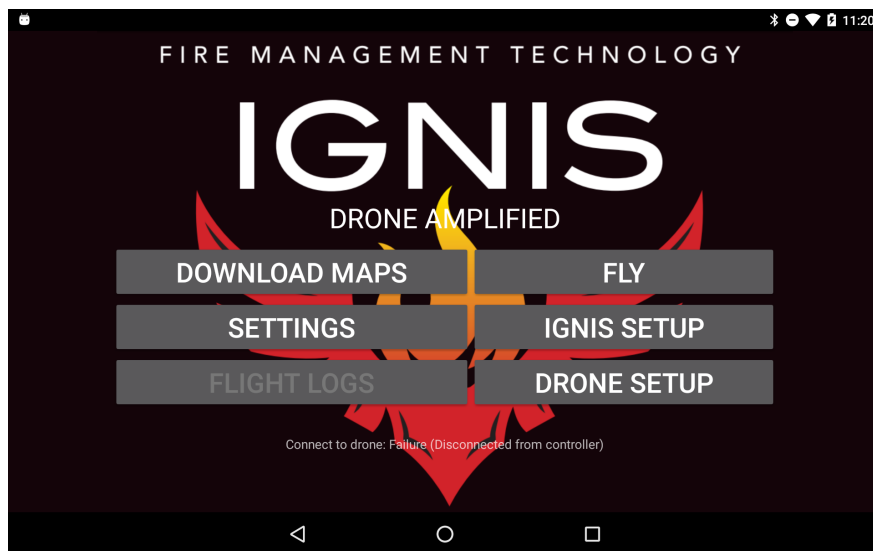 11:20
FIRE MANAGEMENT TECHNOLOGY
IGNIS
DRONE AMPLIFIED
DOWNLOAD MAPS FLY
SETTINGS IGNIS SETUP
FLIGHT LOGS DRONE SETUP
Connect to drone: Failure (Disconnected from controller)